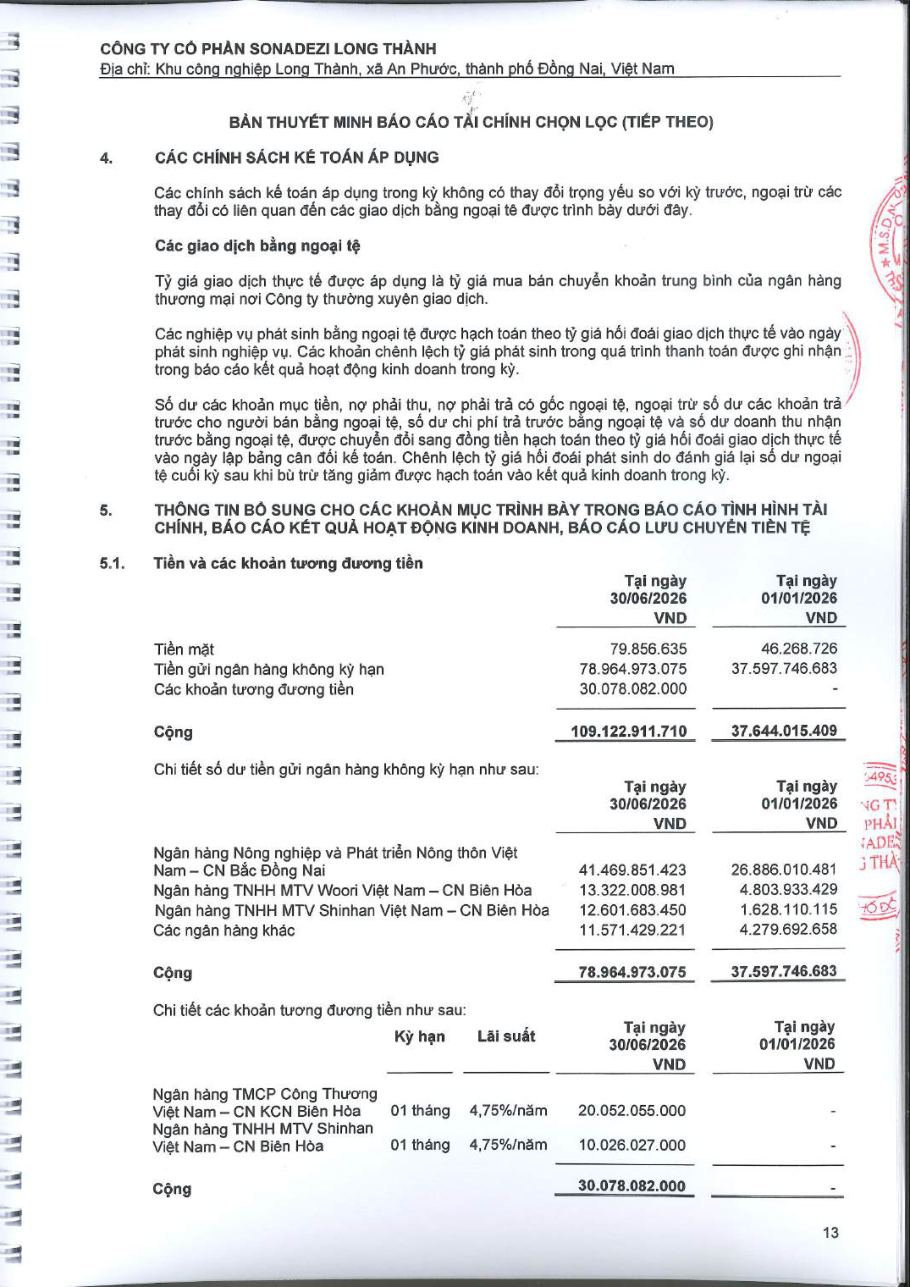 CÔNG TY CỔ PHẦN SONADEZI LONG THÀNH
Địa chỉ: Khu công nghiệp Long Thành, xã An Phước, thành phố Đồng Nai, Việt Nam
BẢN THUYẾT MINH BÁO CÁO TÀI CHÍNH CHỌN LỌC (TIẾP THEO)
4. CÁC CHÍNH SÁCH KẾ TOÁN ÁP DỤNG
Các chính sách kế toán áp dụng trong kỳ không có thay đổi trọng yếu so với kỳ trước, ngoại trừ các
thay đổi có liên quan đến các giao dịch bằng ngoại tê được trình bày dưới đây.
Các giao dịch bằng ngoại tệ
Tỷ giá giao dịch thực tế được áp dụng là tỷ giá mua bán chuyển khoản trung bình của ngân hàng
thương mại nơi Công ty thường xuyên giao dịch.
Các nghiệp vụ phát sinh bằng ngoại tệ được hạch toán theo tỷ giá hối đoái giao dịch thực tế vào ngày
phát sinh nghiệp vụ. Các khoản chênh lệch tỷ giá phát sinh trong quá trình thanh toán được ghi nhận
trong báo cáo kết quả hoạt động kinh doanh trong kỳ.
Số dư các khoản mục tiền, nợ phải thu, nợ phải trả có gốc ngoại tệ, ngoại trừ số dư các khoản trả
trước cho người bán bằng ngoại tệ, số dư chi phí trả trước bằng ngoại tệ và số dư doanh thu nhận
trước bằng ngoại tệ, được chuyển đổi sang đồng tiền hạch toán theo tỷ giá hối đoái giao dịch thực tế
vào ngày lập bảng cân đối kế toán. Chênh lệch tỷ giá hối đoái phát sinh do đánh giá lại số dư ngoại
tệ cuối kỳ sau khi bù trừ tăng giảm được hạch toán vào kết quả kinh doanh trong kỳ.
5. THÔNG TIN BỔ SUNG CHO CÁC KHOẢN MỤC TRÌNH BÀY TRONG BÁO CÁO TÌNH HÌNH TÀI
CHÍNH, BÁO CÁO KẾT QUẢ HOẠT ĐỘNG KINH DOANH, BÁO CÁO LƯU CHUYỂN TIỀN TỆ
5.1. Tiền và các khoản tương đương tiền
Tại ngày Tại ngày
30/06/2026 01/01/2026
VND VND
Tiền mặt 79.856.635 46.268.726
Tiền gửi ngân hàng không kỳ hạn 78.964.973.075 37.597.746.683
Các khoản tương đương tiền 30.078.082.000 -
Cộng 109.122.911.710 37.644.015.409
Chi tiết số dư tiền gửi ngân hàng không kỳ hạn như sau:
Tại ngày Tại ngày
30/06/2026 01/01/2026
VND VND
Ngân hàng Nông nghiệp và Phát triển Nông thôn Việt
Nam – CN Bắc Đồng Nai 41.469.851.423 26.886.010.481
Ngân hàng TNHH MTV Woori Việt Nam – CN Biên Hòa 13.322.008.981 4.803.933.429
Ngân hàng TNHH MTV Shinhan Việt Nam – CN Biên Hòa 12.601.683.450 1.628.110.115
Các ngân hàng khác 11.571.429.221 4.279.692.658
Cộng 78.964.973.075 37.597.746.683
Chi tiết các khoản tương đương tiền như sau:
Kỳ hạn Lãi suất Tại ngày Tại ngày
30/06/2026 01/01/2026
VND VND
Ngân hàng TMCP Công Thương
Việt Nam – CN KCN Biên Hòa 01 tháng 4,75%/năm 20.052.055.000 -
Ngân hàng TNHH MTV Shinhan
Việt Nam – CN Biên Hòa 01 tháng 4,75%/năm 10.026.027.000 -
Cộng 30.078.082.000 -
13